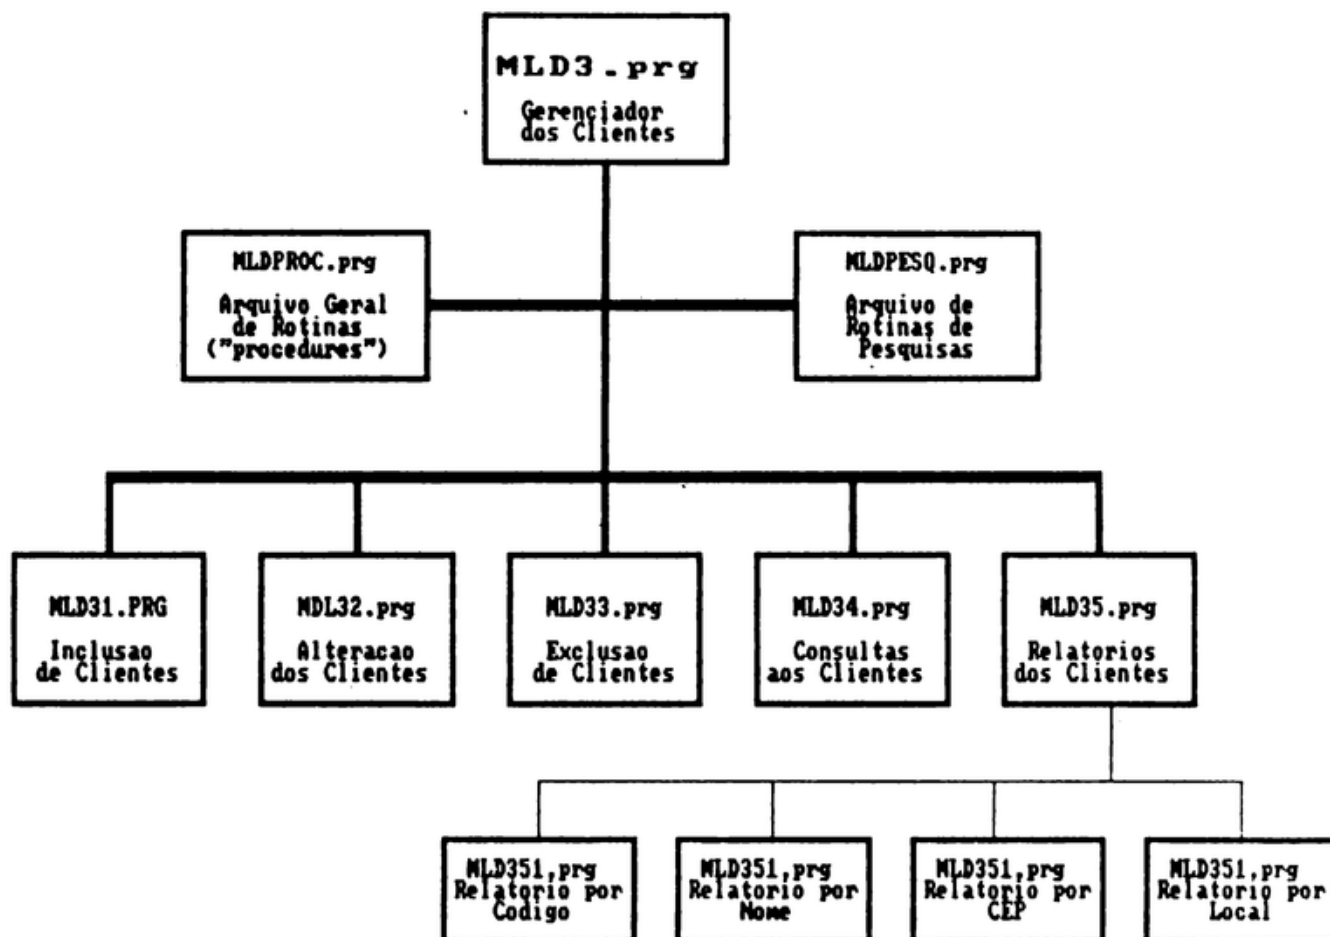 MLD3.prg
Gerenciador
dos Clientes
MLDPROC.prg
Arquivo Geral
de Rotinas
("procedures")
MLDPESQ.prg
Arquivo de
Rotinas de
Pesquisas
MLD31.PRG
Inclusao
de Clientes
MDL32.prg
Alteracao
dos Clientes
MLD33.prg
Exclusao
de Clientes
MLD34.prg
Consultas
aos Clientes
MLD35.prg
Relatorios
dos Clientes
MLD351,prg
Relatorio por
Codigo
MLD351,prg
Relatorio por
Nome
MLD351,prg
Relatorio por
CEP
MLD351,prg
Relatorio por
Local